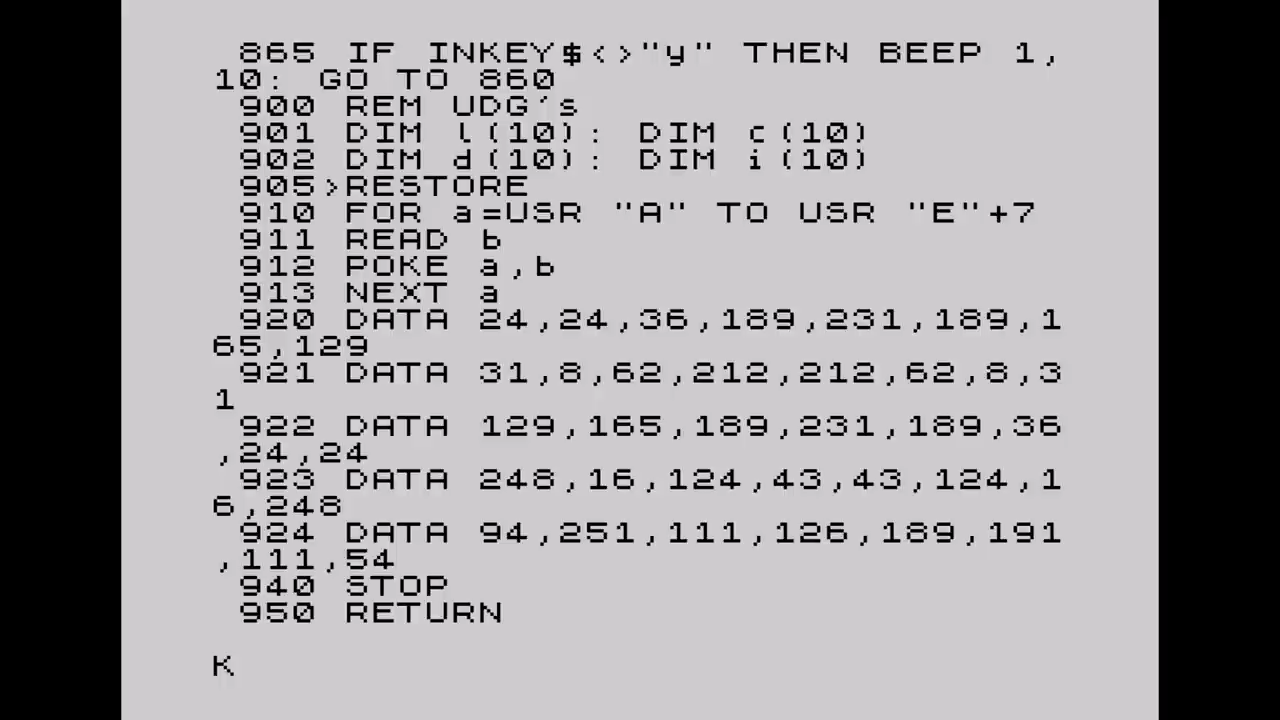 865 IF INKEY$<>"y" THEN BEEP 1,
10: GO TO 860
900 REM UDG's
901 DIM l(10): DIM c(10)
902 DIM d(10): DIM i(10)
905>RESTORE
910 FOR a=USR "A" TO USR "E"+7
911 READ b
912 POKE a,b
913 NEXT a
920 DATA 24,24,36,189,231,189,1
65,129
921 DATA 31,8,62,212,212,62,8,3
1
922 DATA 129,165,189,231,189,36
,24,24
923 DATA 248,16,124,43,43,124,1
6,248
924 DATA 94,251,111,126,189,191
,111,54
940 STOP
950 RETURN
K